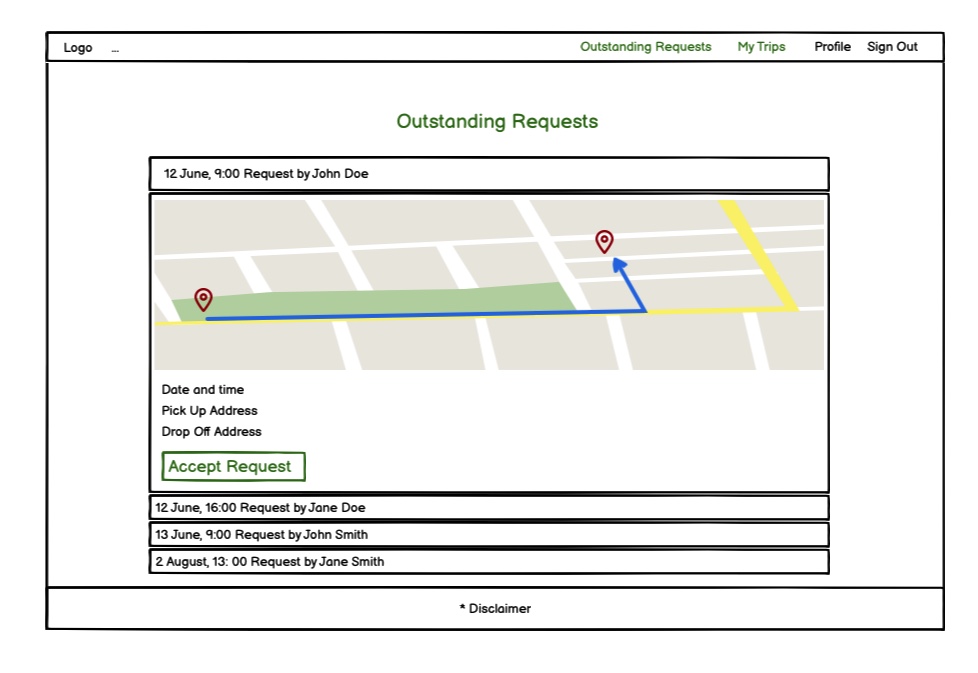 Logo ... Outstanding Requests My Trips Profile Sign Out
Outstanding Requests
12 June, 9:00 Request by John Doe
Date and time
Pick Up Address
Drop Off Address
Accept Request
12 June, 16:00 Request by Jane Doe
13 June, 9:00 Request by John Smith
2 August, 13: 00 Request by Jane Smith
* Disclaimer